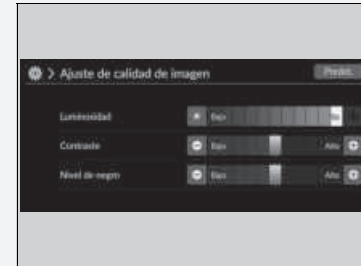 > Ajuste de calidad de imagen Predet.
Luminosidad Bajo
Contraste Bajo Alto
Nivel de negro Bajo Alto